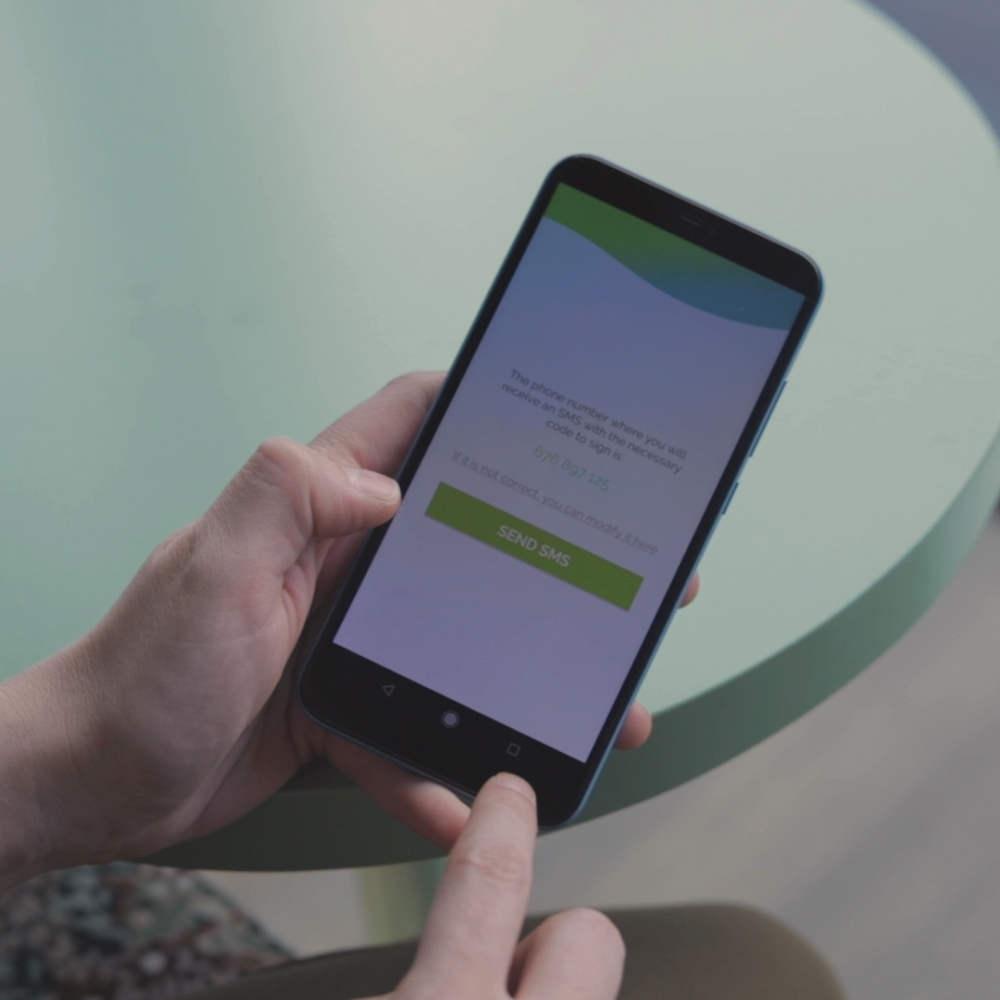 The phone number where you will
receive an SMS with the necessary
code to sign is:
676 897 125
If it is not correct, you can modify it here
SEND SMS